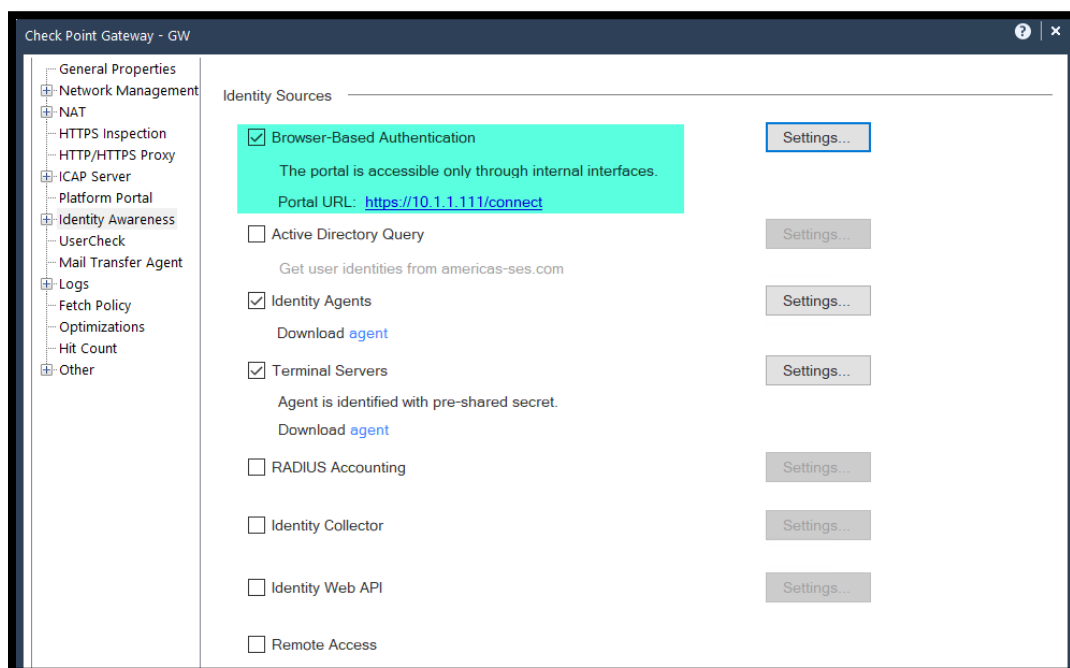 Check Point Gateway - GW
General Properties
Network Management
NAT
HTTPS Inspection
HTTP/HTTPS Proxy
ICAP Server
Platform Portal
Identity Awareness
UserCheck
Mail Transfer Agent
Logs
Fetch Policy
Optimizations
Hit Count
Other
Identity Sources
Browser-Based Authentication Settings...
The portal is accessible only through internal interfaces.
Portal URL: https://10.1.1.111/connect
Active Directory Query Settings...
Get user identities from americas-ses.com
Identity Agents Settings...
Download agent
Terminal Servers Settings...
Agent is identified with pre-shared secret.
Download agent
RADIUS Accounting Settings...
Identity Collector Settings...
Identity Web API Settings...
Remote Access